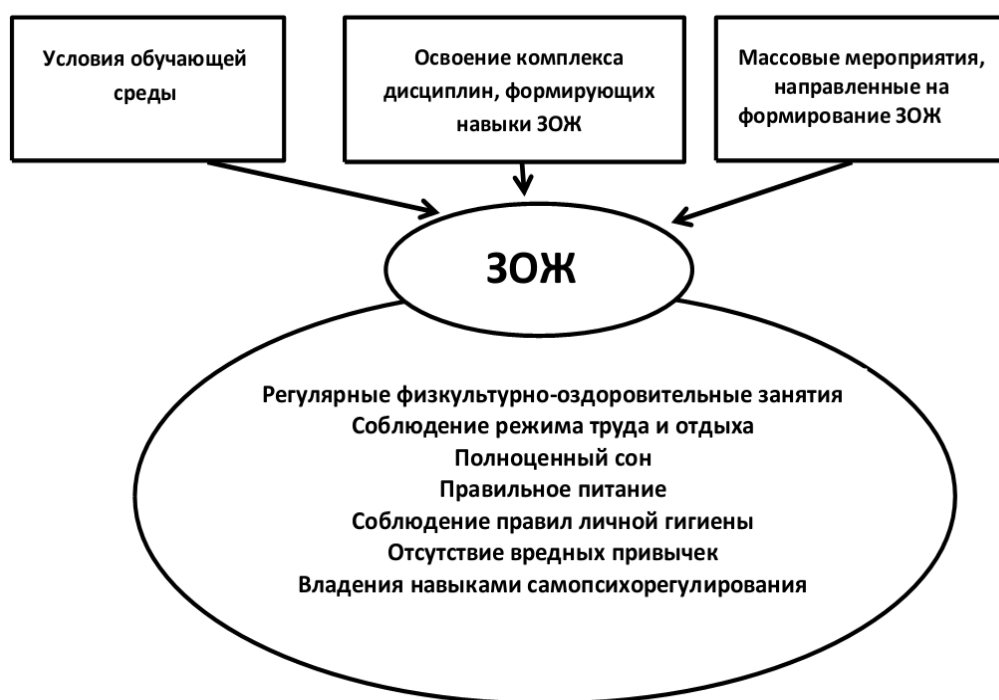 Условия обучающей
среды
Освоение комплекса
дисциплин, формирующих
навыки ЗОЖ
Массовые мероприятия,
направленные на
формирование ЗОЖ
ЗОЖ
Регулярные физкультурно-оздоровительные занятия
Соблюдение режима труда и отдыха
Полноценный сон
Правильное питание
Соблюдение правил личной гигиены
Отсутствие вредных привычек
Владения навыками самопсихорегулирования